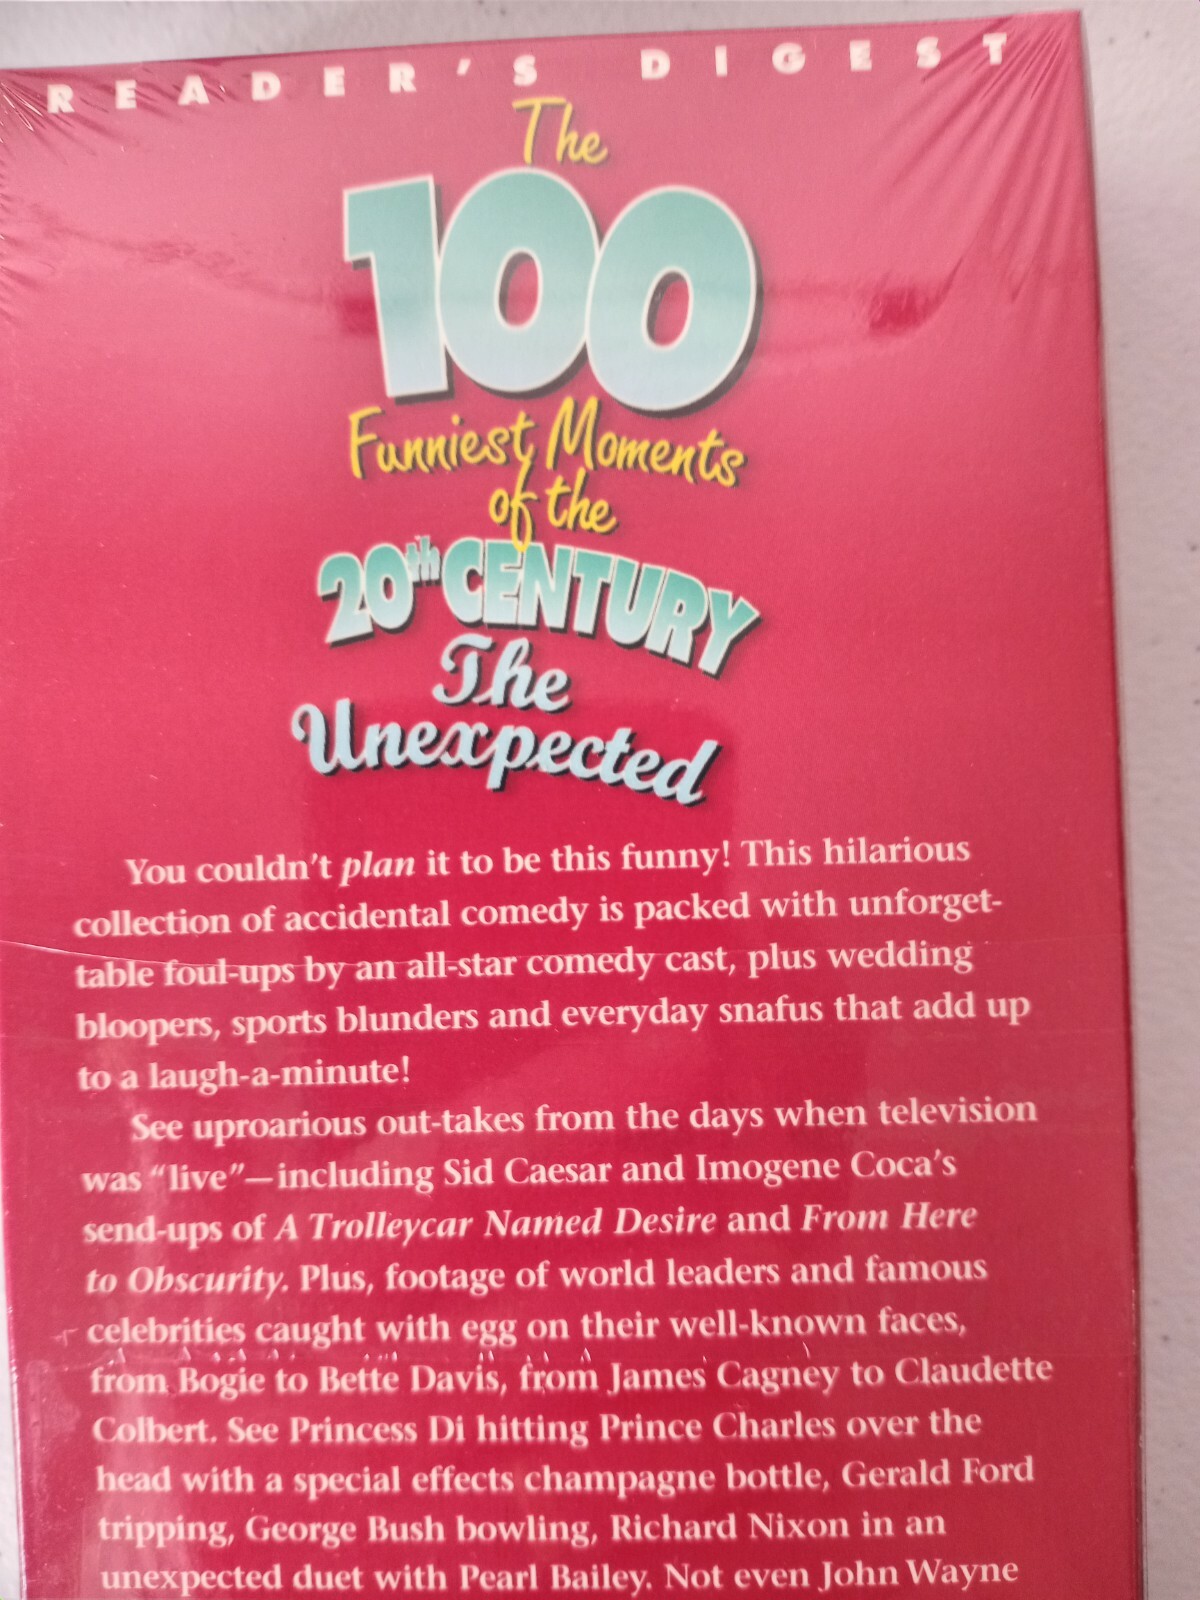 READER'S DIGEST
The
100
Funniest Moments
of the
20th CENTURY
The
Unexpected
You couldn't plan it to be this funny! This hilarious
collection of accidental comedy is packed with unforget-
table foul-ups by an all-star comedy cast, plus wedding
bloopers, sports blunders and everyday snafus that add up
to a laugh-a-minute!
See uproarious out-takes from the days when television
was “live”—including Sid Caesar and Imogene Coca's
send-ups of A Trolleycar Named Desire and From Here
to Obscurity. Plus, footage of world leaders and famous
celebrities caught with egg on their well-known faces,
from Bogie to Bette Davis, from James Cagney to Claudette
Colbert. See Princess Di hitting Prince Charles over the
head with a special effects champagne bottle, Gerald Ford
tripping, George Bush bowling, Richard Nixon in an
unexpected duet with Pearl Bailey. Not even John Wayne